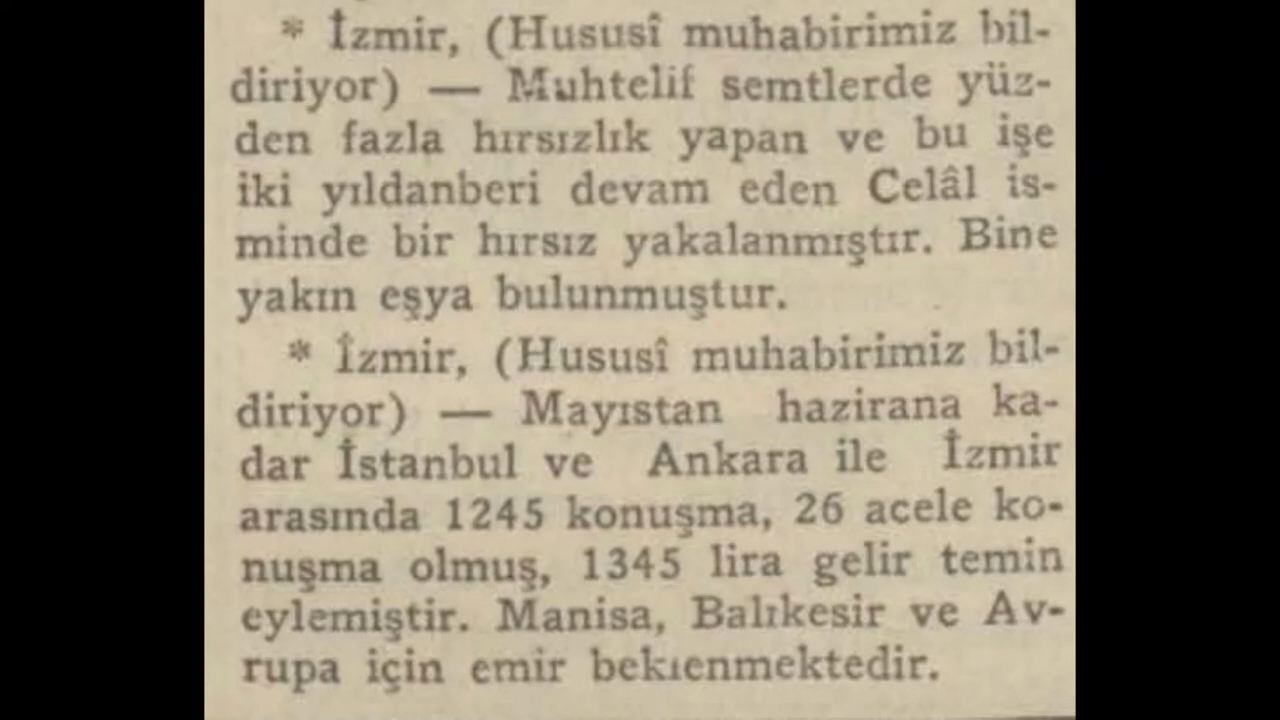 * İzmir, (Hususî muhabirimiz bil-
diriyor) — Muhtelif semtlerde yüz-
den fazla hırsızlık yapan ve bu işe
iki yıldanberi devam eden Celâl is-
minde bir hırsız yakalanmıştır. Bine
yakın eşya bulunmuştur.
* İzmir, (Hususî muhabirimiz bil-
diriyor) — Mayıstan hazirana ka-
dar İstanbul ve Ankara ile İzmir
arasında 1245 konuşma, 26 acele ko-
nuşma olmuş, 1345 lira gelir temin
eylemiştir. Manisa, Balıkesir ve Av-
rupa için emir bekıenmektedir.